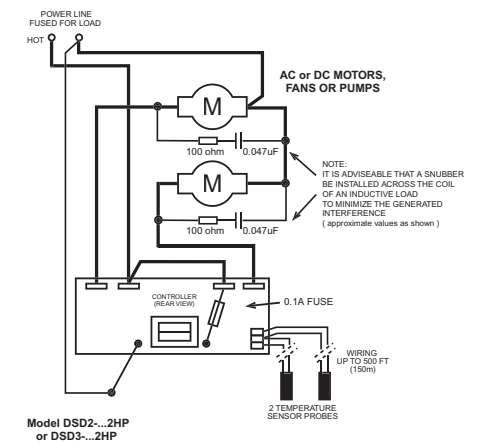 POWER LINE
FUSED FOR LOAD
HOT
AC or DC MOTORS,
FANS OR PUMPS
M
100 ohm
0.047uF
M
100 ohm
0.047uF
NOTE:
IT IS ADVISEABLE THAT A SNUBBER
BE INSTALLED ACROSS THE COIL
OF AN INDUCTIVE LOAD
TO MINIMIZE THE GENERATED
INTERFERENCE
( approximate values as shown )
CONTROLLER
(REAR VIEW)
0.1A FUSE
WIRING
UP TO 500 FT
(150m)
2 TEMPERATURE
SENSOR PROBES
Model DSD2-...2HP
or DSD3-...2HP